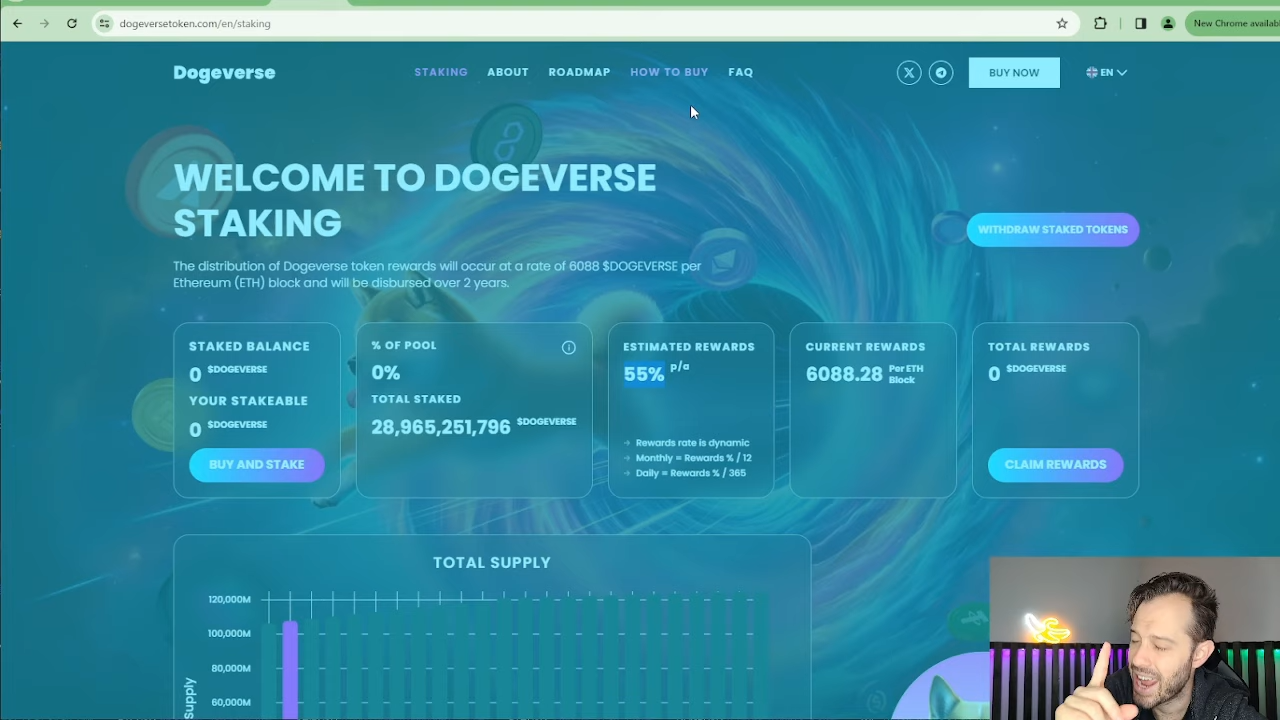 dogeversetoken.com/en/staking
New Chrome availabl
Dogeverse
STAKING
ABOUT
ROADMAP
HOW TO BUY
FAQ
BUY NOW
EN
WELCOME TO DOGEVERSE
STAKING
The distribution of Dogeverse token rewards will occur at a rate of 6088 $DOGEVERSE per
Ethereum (ETH) block and will be disbursed over 2 years.
WITHDRAW STAKED TOKENS
STAKED BALANCE
0 $DOGEVERSE
YOUR STAKEABLE
0 $DOGEVERSE
BUY AND STAKE
% OF POOL
0%
TOTAL STAKED
28,965,251,796 $DOGEVERSE
ESTIMATED REWARDS
55% p/a
Rewards rate is dynamic
Monthly = Rewards % / 12
Daily = Rewards % / 365
CURRENT REWARDS
6088.28 Per ETH
Block
TOTAL REWARDS
0 $DOGEVERSE
CLAIM REWARDS
TOTAL SUPPLY
120,000M
100,000M
80,000M
60,000M
Supply